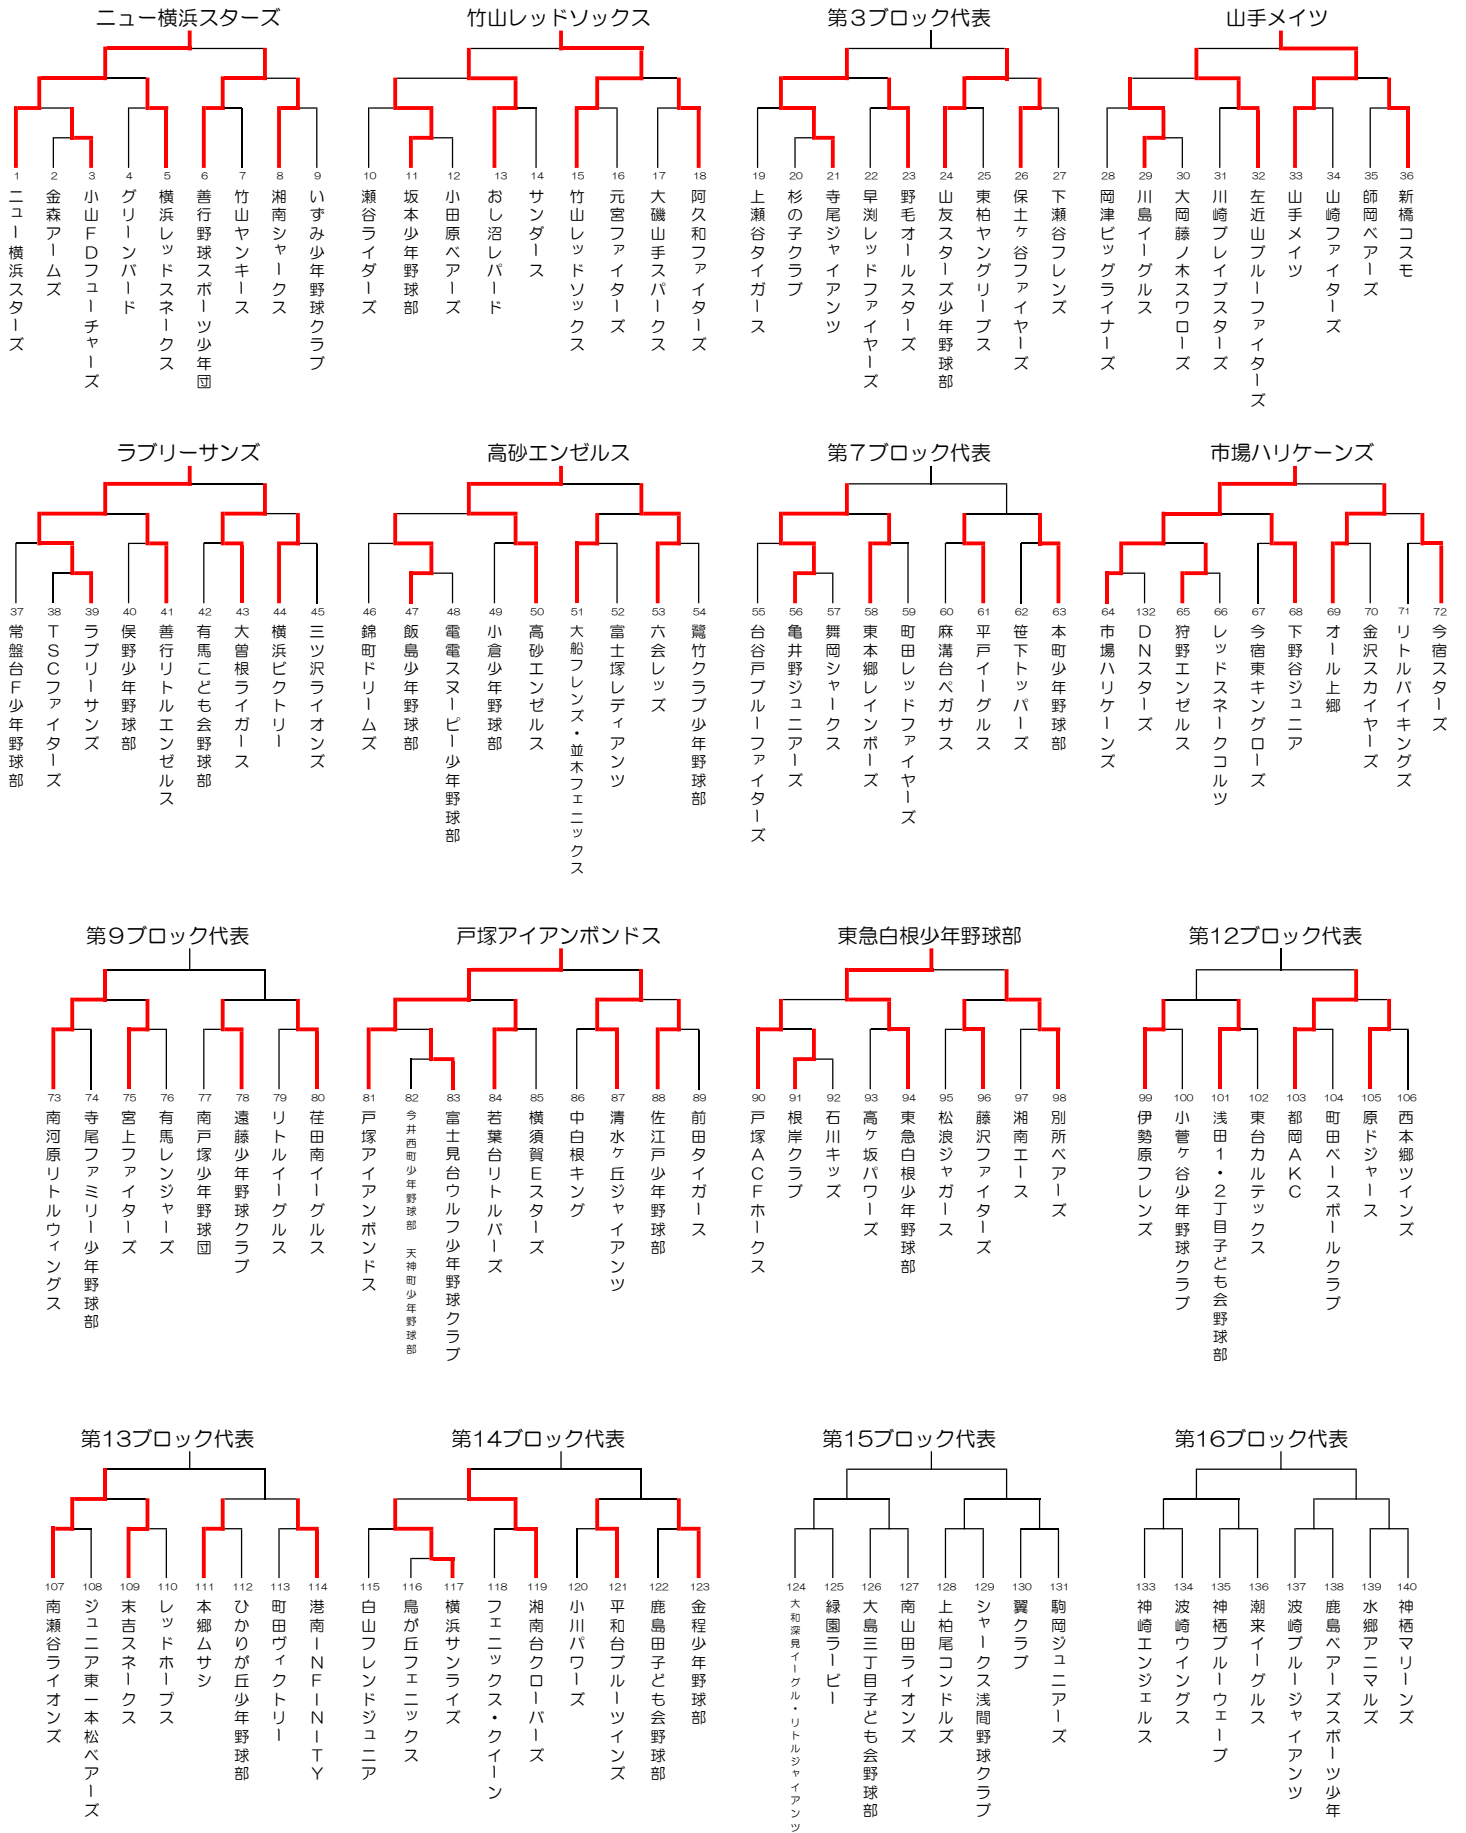 ニュー横浜スターズ
竹山レッドソックス
第3ブロック代表
山手メイツ
1 ニュー横浜スターズ
2 金森アームズ
3 小山FDフューチャーズ
4 グリーンバード
5 横浜レッドスネークス
6 善行野球スポーツ少年団
7 竹山ヤンキース
8 湘南シャークス
9 いずみ少年野球クラブ
10 瀬谷ライダーズ
11 坂本少年野球部
12 小田原ベアーズ
13 おし沼レパード
14 サンダース
15 竹山レッドソックス
16 元宮ファイターズ
17 大磯山手スパークス
18 阿久和ファイターズ
19 上瀬谷タイガース
20 杉の子クラブ
21 寺尾ジャイアンツ
22 早渕レッドファイヤーズ
23 野毛オールスターズ
24 山友スターズ少年野球部
25 東柏ヤングリーブス
26 保土ヶ谷ファイヤーズ
27 下瀬谷フレンズ
28 岡津ビッグライナーズ
29 川島イーグルス
30 大岡藤ノ木スワローズ
31 川崎ブレイブスターズ
32 左近山ブルーファイターズ
33 山手メイツ
34 山崎ファイターズ
35 師岡ベアーズ
36 新橋コスモ
ラブリーサンズ
高砂エンゼルス
第7ブロック代表
市場ハリケーンズ
37 常盤台F少年野球部
38 TSCファイターズ
39 ラブリーサンズ
40 俣野少年野球部
41 善行リトルエンゼルス
42 有馬こども会野球部
43 大曽根ライガース
44 横浜ビクトリー
45 三ツ沢ライオンズ
46 錦町ドリームズ
47 飯島少年野球部
48 電電スヌーピー少年野球部
49 小倉少年野球部
50 高砂エンゼルス
51 大船フレンズ・並木フェニックス
52 富士塚レディアンツ
53 六会レッズ
54 鷺竹クラブ少年野球部
55 台谷戸ブルーファイターズ
56 亀井野ジュニアーズ
57 舞岡シャークス
58 東本郷レインボーズ
59 町田レッドファイヤーズ
60 麻溝台ペガサス
61 平戸イーグルス
62 笹下トッパーズ
63 本町少年野球部
64 市場ハリケーンズ
132 DNスターズ
65 狩野エンゼルス
66 レッドスネークコルツ
67 今宿東キングローズ
68 下野谷ジュニア
69 オール上郷
70 金沢スカイヤーズ
71 リトルバイキングズ
72 今宿スターズ
第9ブロック代表
戸塚アイアンボンドス
東急白根少年野球部
第12ブロック代表
73 南河原リトルウィングス
74 寺尾ファミリー少年野球部
75 宮上ファイターズ
76 有馬レンジャーズ
77 南戸塚少年野球団
78 遠藤少年野球クラブ
79 リトルイーグルス
80 荏田南イーグルス
81 戸塚アイアンボンドス
82 今井西町少年野球部 天神町少年野球部
83 富士見台ウルフ少年野球クラブ
84 若葉台リトルバーズ
85 横須賀Eスターズ
86 中白根キング
87 清水ヶ丘ジャイアンツ
88 佐江戸少年野球部
89 前田タイガース
90 戸塚ACFホークス
91 根岸クラブ
92 石川キッズ
93 高ヶ坂パワーズ
94 東急白根少年野球部
95 松浪ジャガース
96 藤沢ファイターズ
97 湘南エース
98 別所ベアーズ
99 伊勢原フレンズ
100 小菅ヶ谷少年野球クラブ
101 浅田1・2丁目子ども会野球部
102 東台カルテックス
103 都岡AKC
104 町田ベースボールクラブ
105 原ドジャース
106 西本郷ツインズ
第13ブロック代表
第14ブロック代表
第15ブロック代表
第16ブロック代表
107 南瀬谷ライオンズ
108 ジュニア東一本松ベアーズ
109 末吉スネークス
110 レッドホープス
111 本郷ムサシ
112 ひかりが丘少年野球部
113 町田ヴィクトリー
114 港南INFINITY
115 白山フレンドジュニア
116 鳥が丘フェニックス
117 横浜サンライズ
118 フェニックス・クイーン
119 湘南台クローバーズ
120 小川パワーズ
121 平和台ブルーツインズ
122 鹿島田子ども会野球部
123 金程少年野球部
124 大和深見イーグル・リトルジャイアンツ
125 緑園ラービー
126 大島三丁目子ども会野球部
127 南山田ライオンズ
128 上柏尾コンドルズ
129 シャークス浅間野球クラブ
130 翼クラブ
131 駒岡ジュニアーズ
133 神崎エンジェルス
134 波崎ウイングス
135 神栖ブルーウェーブ
136 潮来イーグルス
137 波崎ブルージャイアンツ
138 鹿島ベアーズスポーツ少年
139 水郷アニマルズ
140 神栖マリーンズ